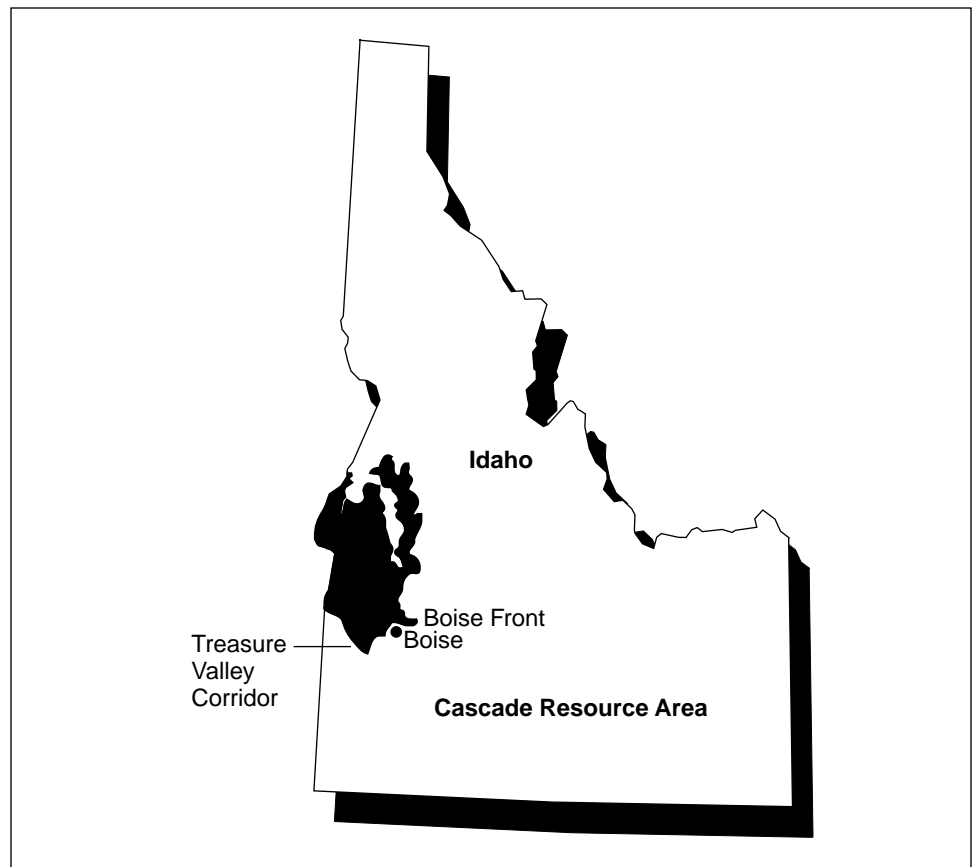 Idaho
Boise Front
Boise
Treasure
Valley
Corridor
Cascade Resource Area